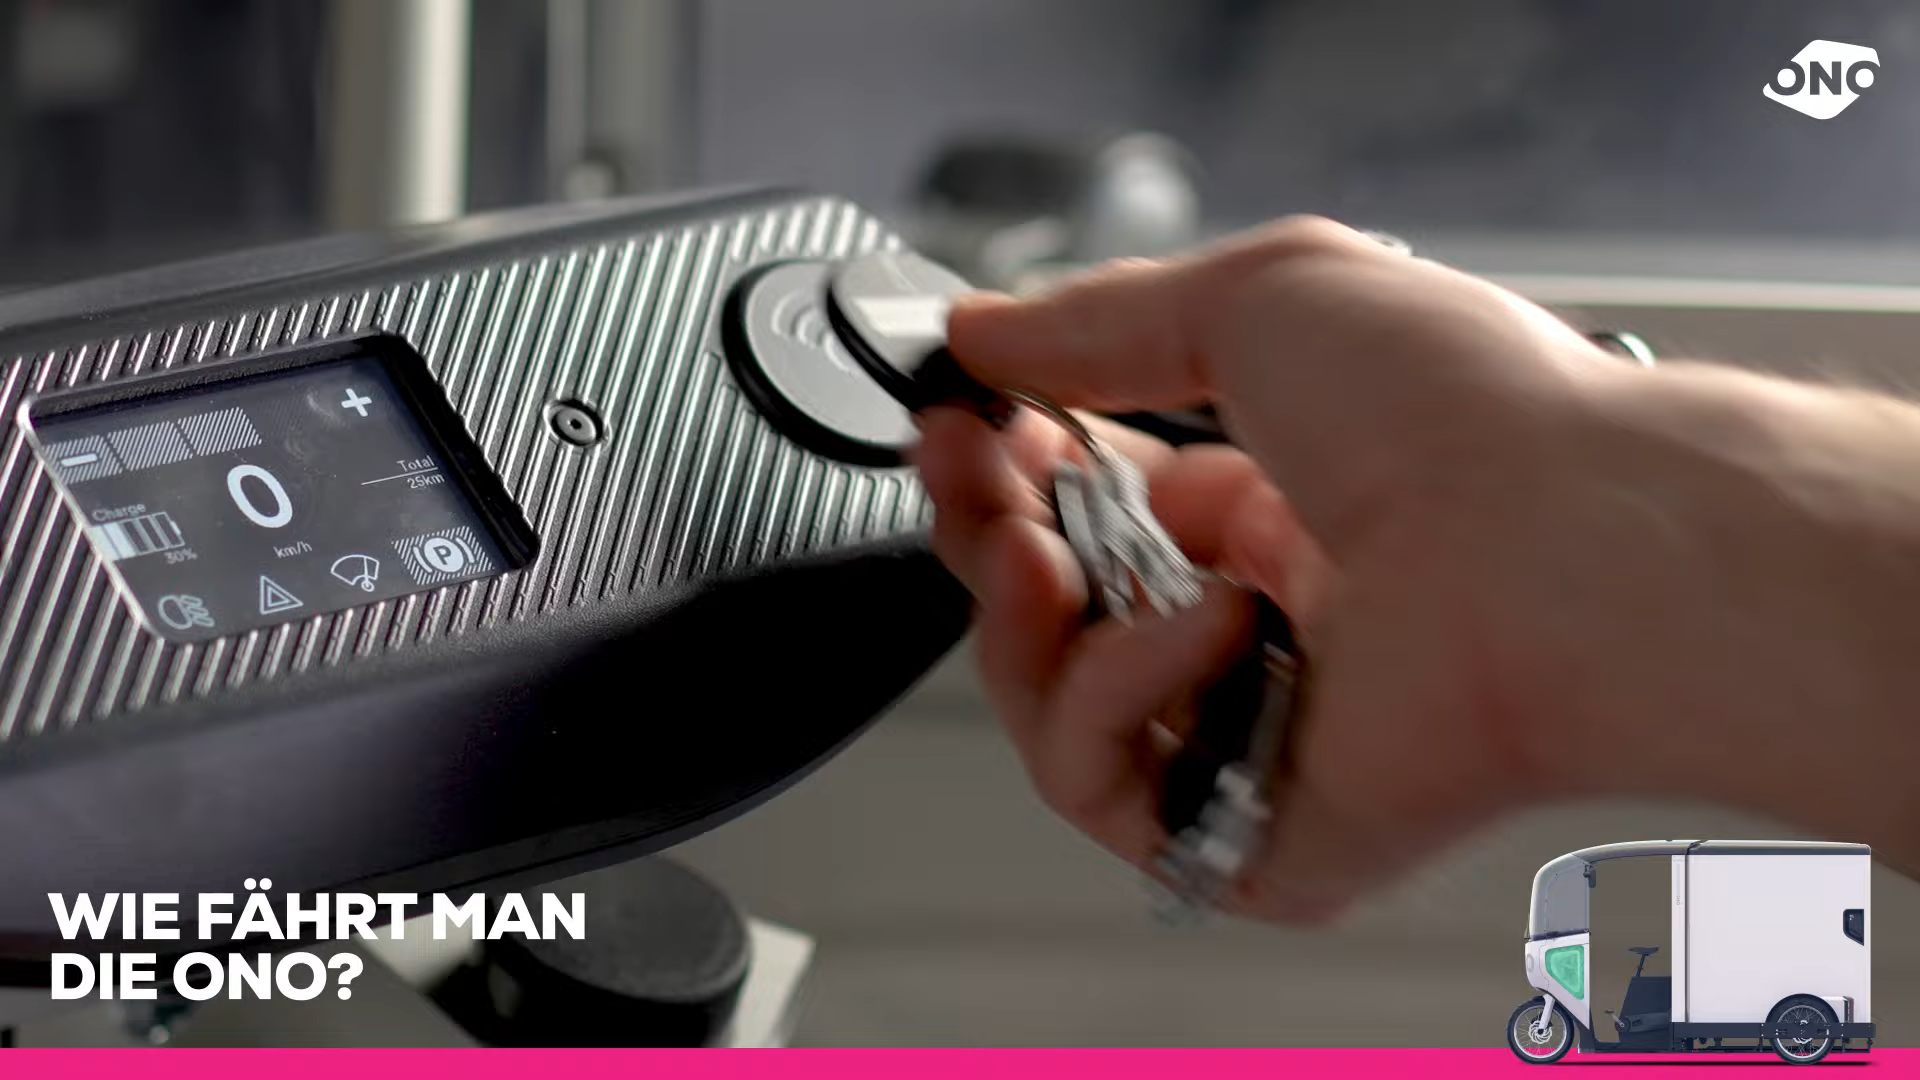 ONO
Total
25km
0
Charge
30%
km/h
P
WIE FÄHRT MAN
DIE ONO?